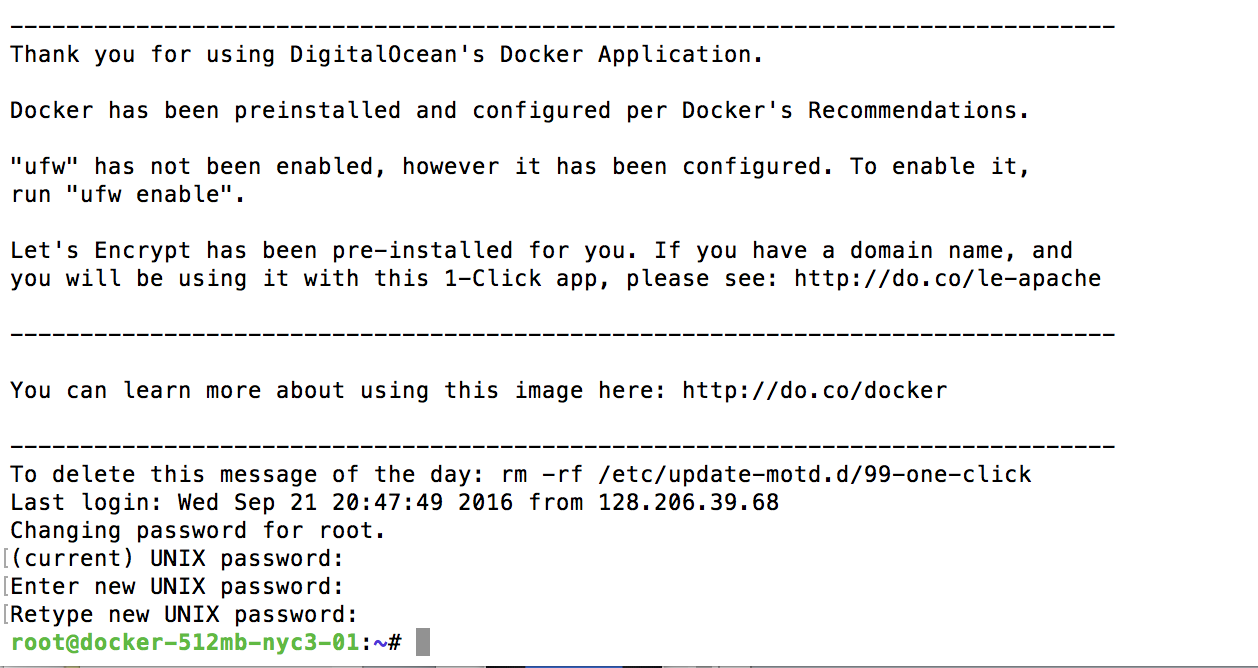 --------------------------------------------------------------------------------
Thank you for using DigitalOcean's Docker Application.
Docker has been preinstalled and configured per Docker's Recommendations.
"ufw" has not been enabled, however it has been configured. To enable it,
run "ufw enable".
Let's Encrypt has been pre-installed for you. If you have a domain name, and
you will be using it with this 1-Click app, please see: http://do.co/le-apache
--------------------------------------------------------------------------------
You can learn more about using this image here: http://do.co/docker
--------------------------------------------------------------------------------
To delete this message of the day: rm -rf /etc/update-motd.d/99-one-click
Last login: Wed Sep 21 20:47:49 2016 from 128.206.39.68
Changing password for root.
[(current) UNIX password:
[Enter new UNIX password:
[Retype new UNIX password:
root@docker-512mb-nyc3-01:~#